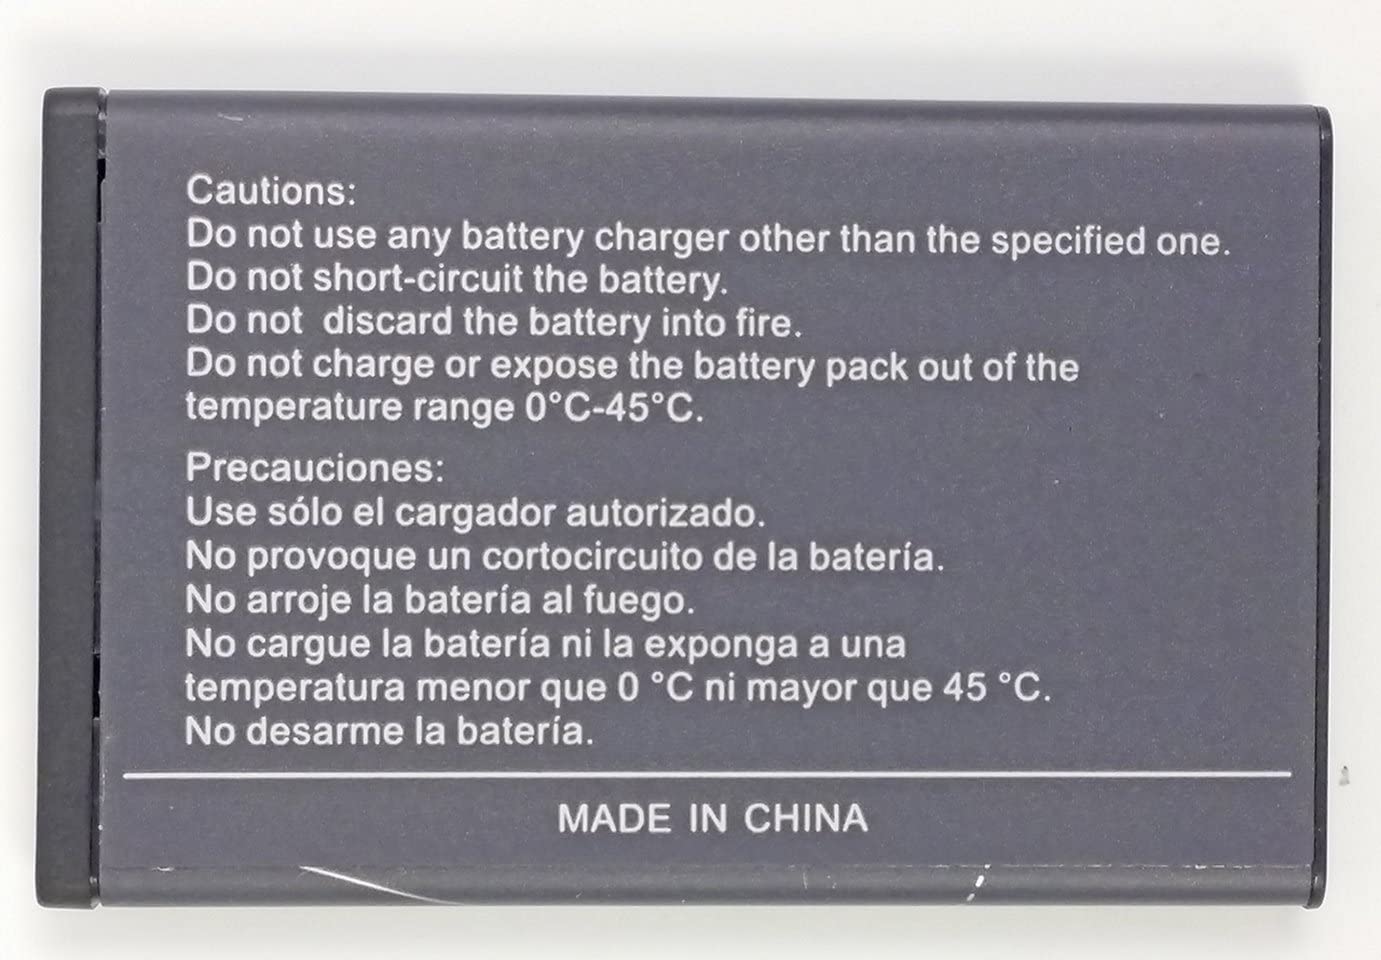 Cautions:
Do not use any battery charger other than the specified one.
Do not short-circuit the battery.
Do not  discard the battery into fire.
Do not charge or expose the battery pack out of the
temperature range 0°C-45°C.
Precauciones:
Use sólo el cargador autorizado.
No provoque un cortocircuito de la batería.
No arroje la batería al fuego.
No cargue la batería ni la exponga a una
temperatura menor que 0 °C ni mayor que 45 °C.
No desarme la batería.
MADE IN CHINA